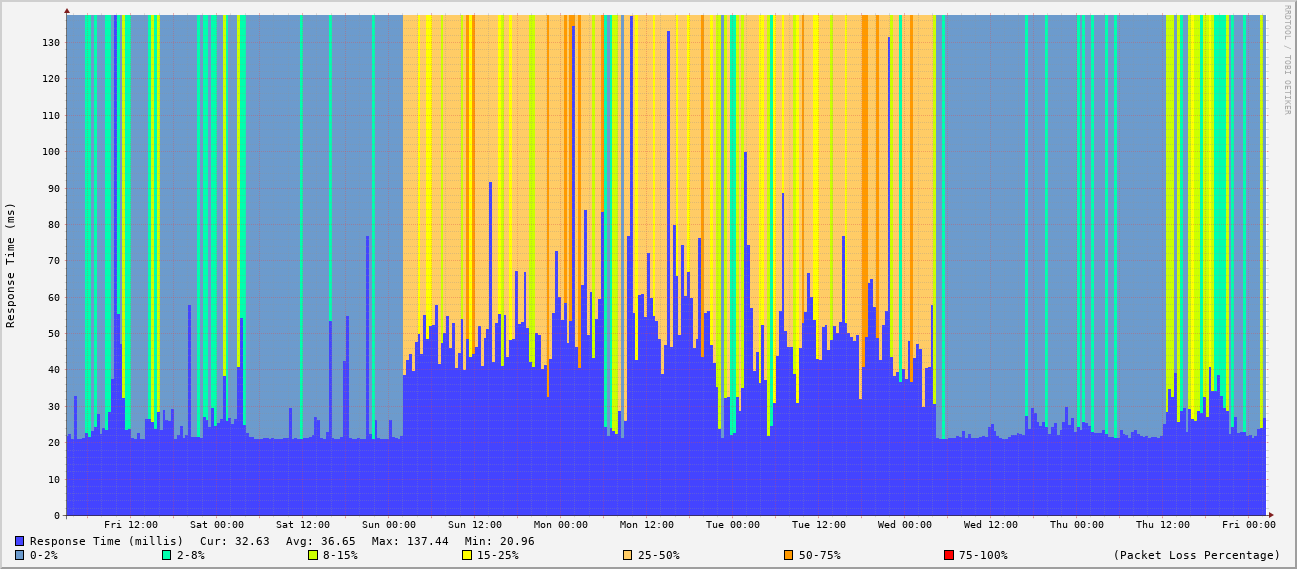 RRDTOOL / TOBI OETIKER
Response Time (ms)
130
120
110
100
90
80
70
60
50
40
30
20
10
0
Fri 12:00 Sat 00:00 Sat 12:00 Sun 00:00 Sun 12:00 Mon 00:00 Mon 12:00 Tue 00:00 Tue 12:00 Wed 00:00 Wed 12:00 Thu 00:00 Thu 12:00 Fri 00:00
Response Time (millis) Cur: 32.63 Avg: 36.65 Max: 137.44 Min: 20.96
0-2% 2-8% 8-15% 15-25% 25-50% 50-75% 75-100% (Packet Loss Percentage)